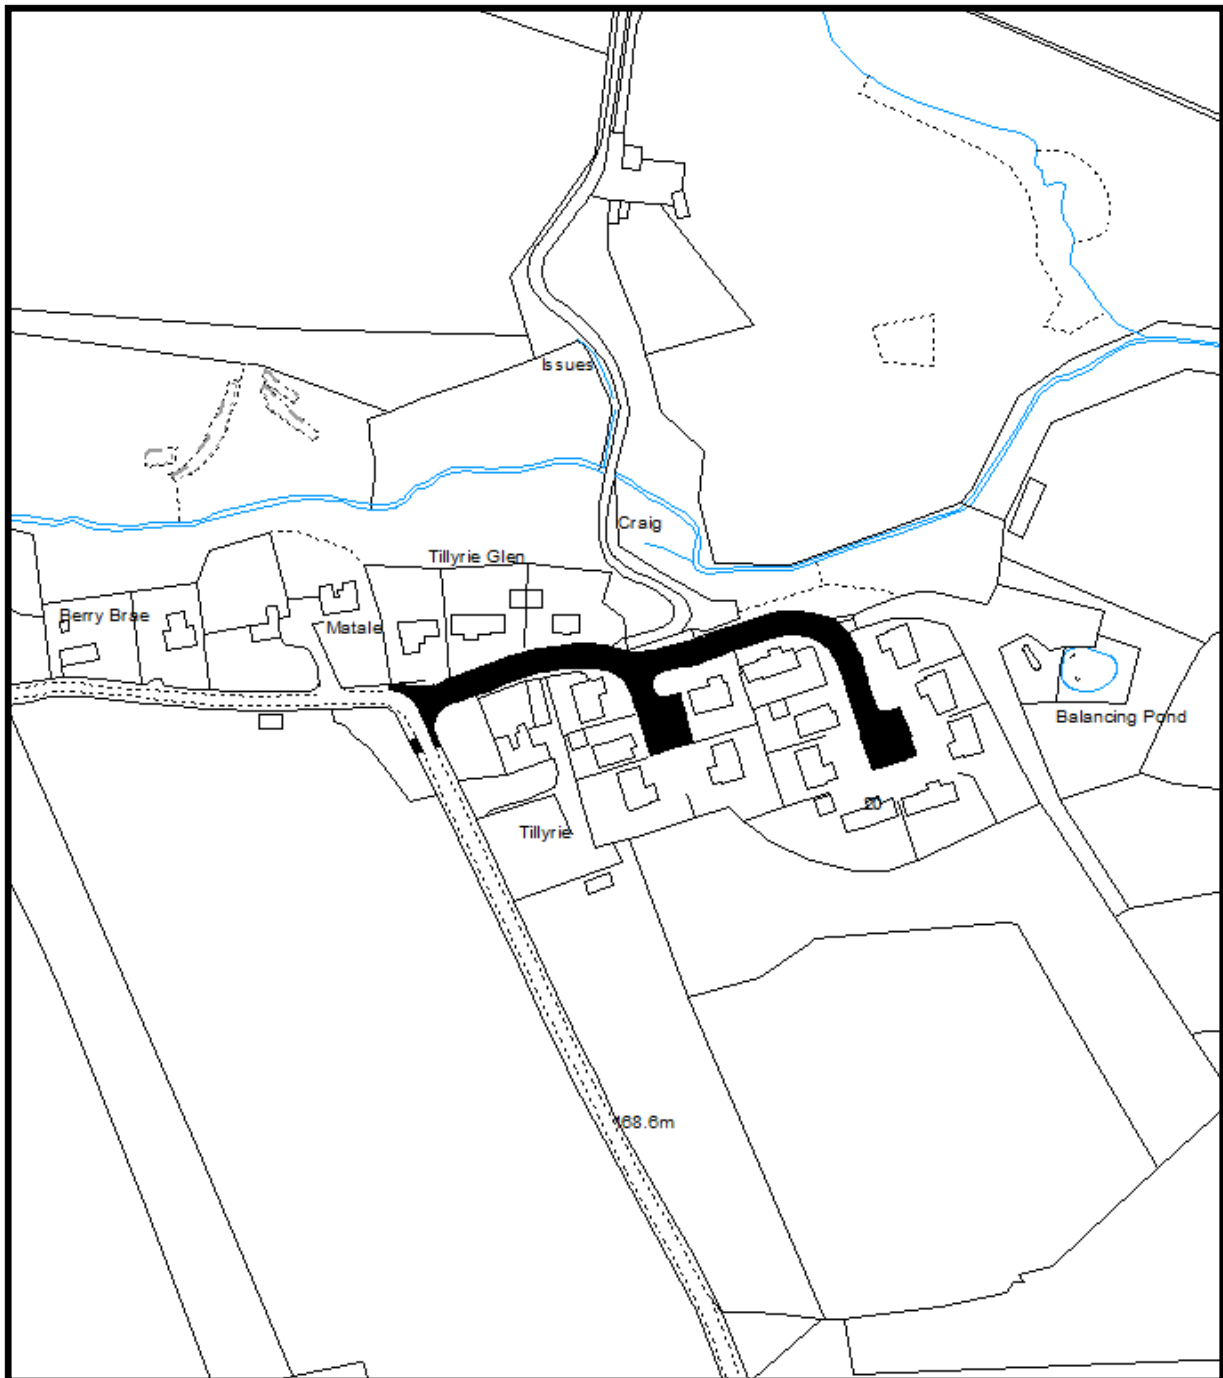 Issues
Craig
Tillyrie Glen
Berry Brae
Matale
Balancing Pond
20
Tillyrie
168.6m